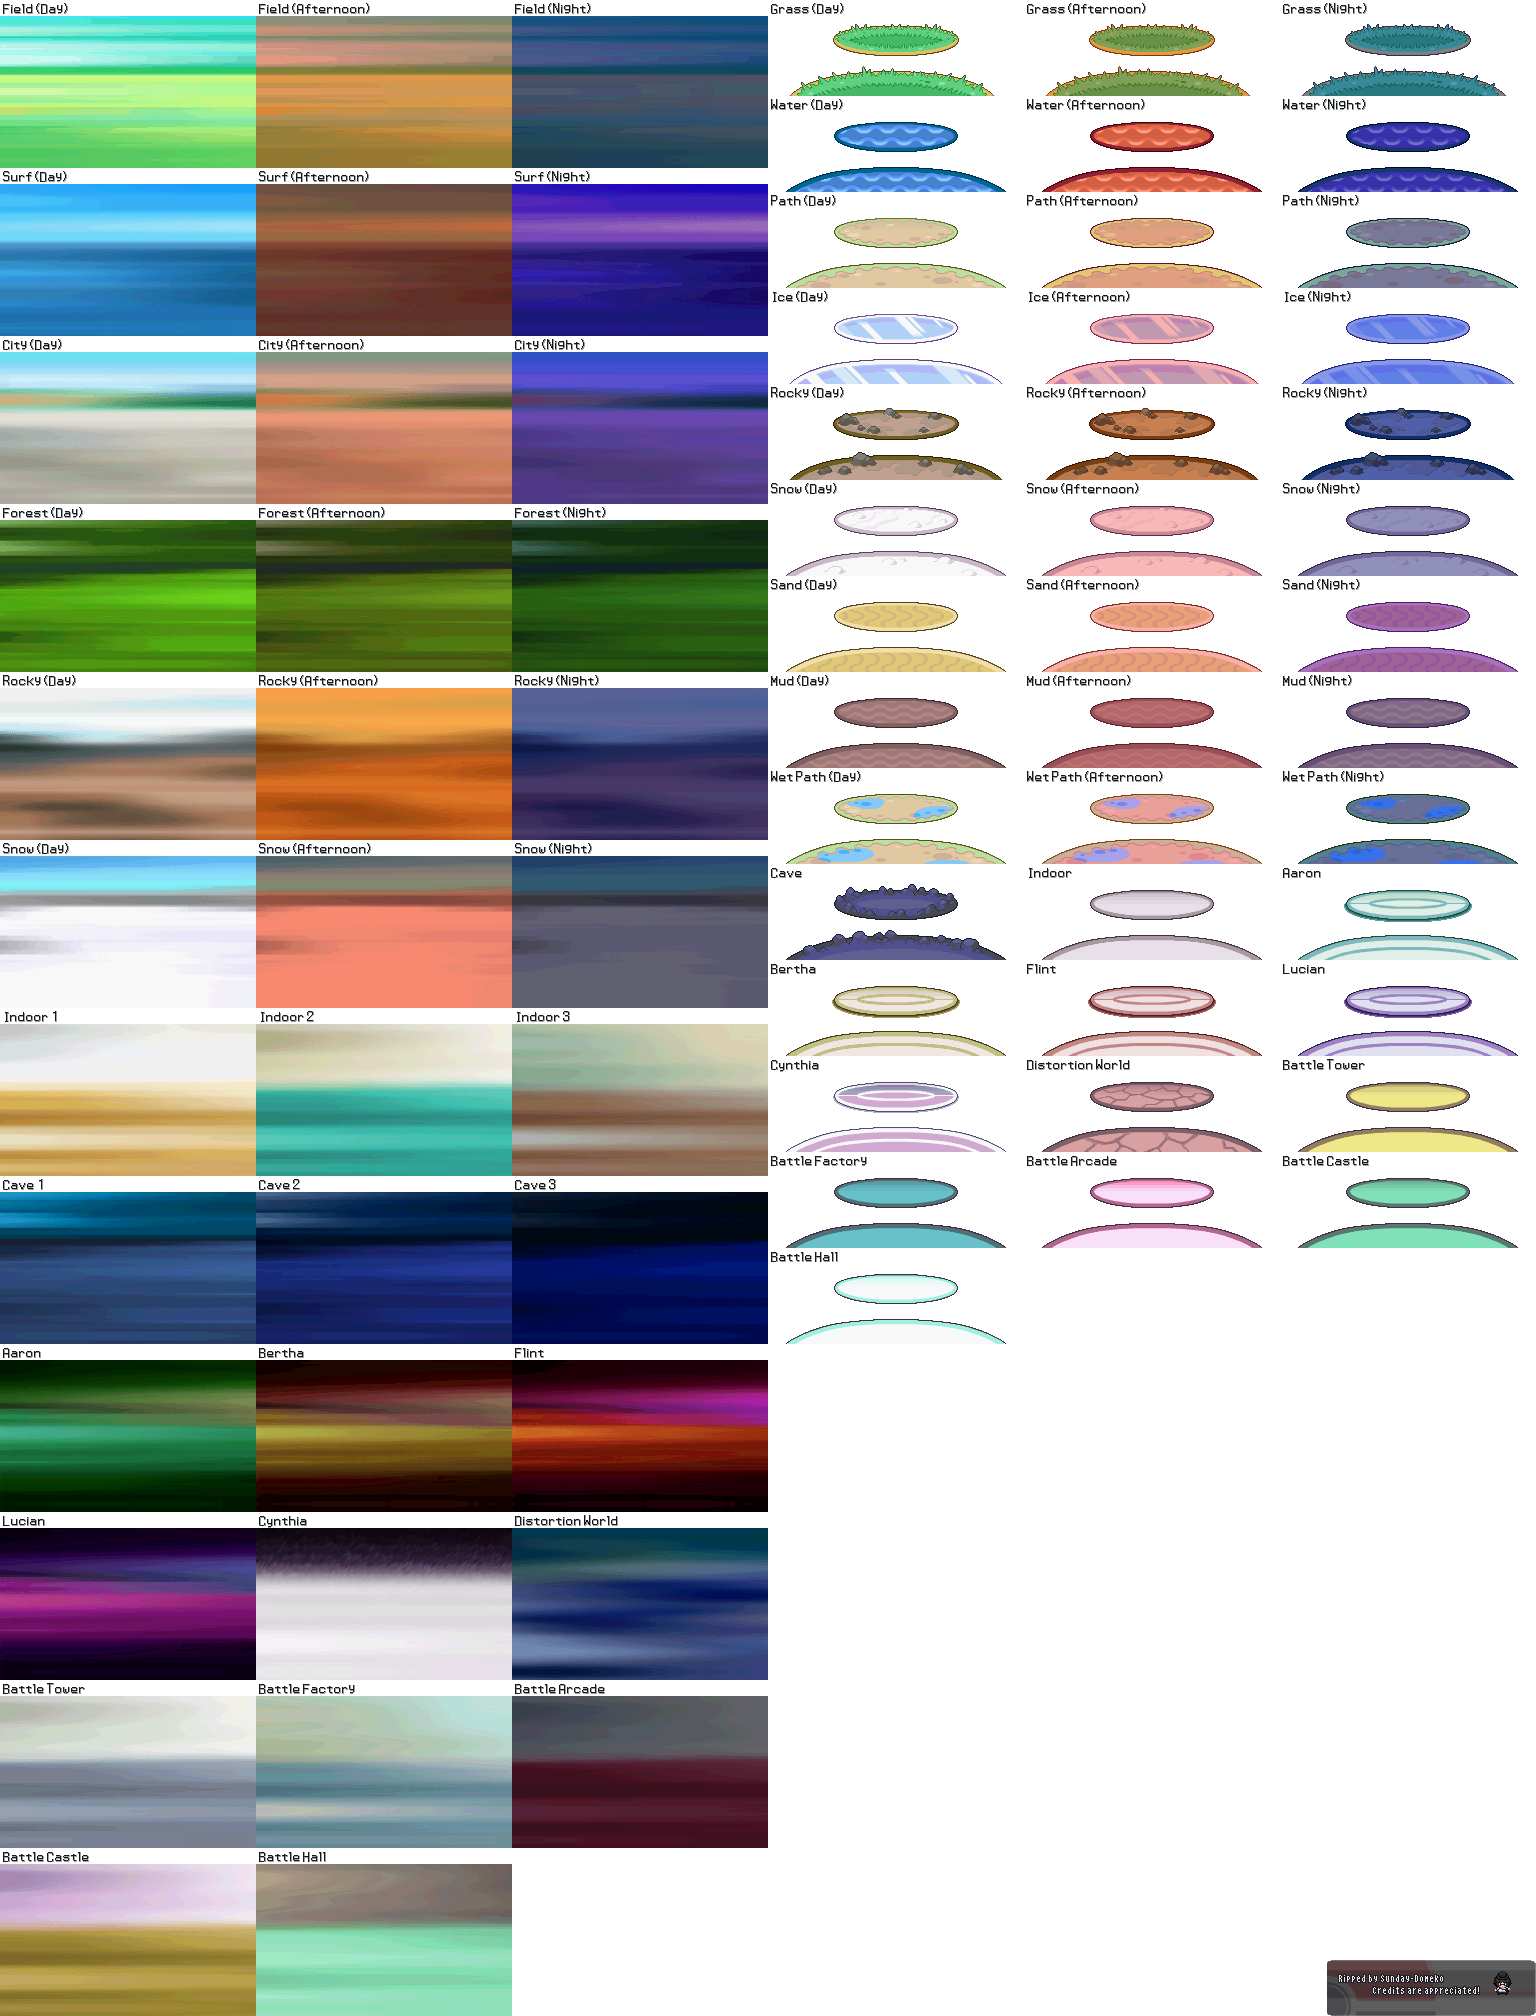 Field (Day)
Field (Afternoon)
Field (Night)
Surf (Day)
Surf (Afternoon)
Surf (Night)
City (Day)
City (Afternoon)
City (Night)
Forest (Day)
Forest (Afternoon)
Forest (Night)
Rocky (Day)
Rocky (Afternoon)
Rocky (Night)
Snow (Day)
Snow (Afternoon)
Snow (Night)
Indoor 1
Indoor 2
Indoor 3
Cave 1
Cave 2
Cave 3
Aaron
Bertha
Flint
Lucian
Cynthia
Distortion World
Battle Tower
Battle Factory
Battle Arcade
Battle Castle
Battle Hall
Grass (Day)
Grass (Afternoon)
Grass (Night)
Water (Day)
Water (Afternoon)
Water (Night)
Path (Day)
Path (Afternoon)
Path (Night)
Ice (Day)
Ice (Afternoon)
Ice (Night)
Rocky (Day)
Rocky (Afternoon)
Rocky (Night)
Snow (Day)
Snow (Afternoon)
Snow (Night)
Sand (Day)
Sand (Afternoon)
Sand (Night)
Mud (Day)
Mud (Afternoon)
Mud (Night)
Wet Path (Day)
Wet Path (Afternoon)
Wet Path (Night)
Cave
Indoor
Aaron
Bertha
Flint
Lucian
Cynthia
Distortion World
Battle Tower
Battle Factory
Battle Arcade
Battle Castle
Battle Hall
Ripped by Sunday-Domeko
Credits are appreciated!